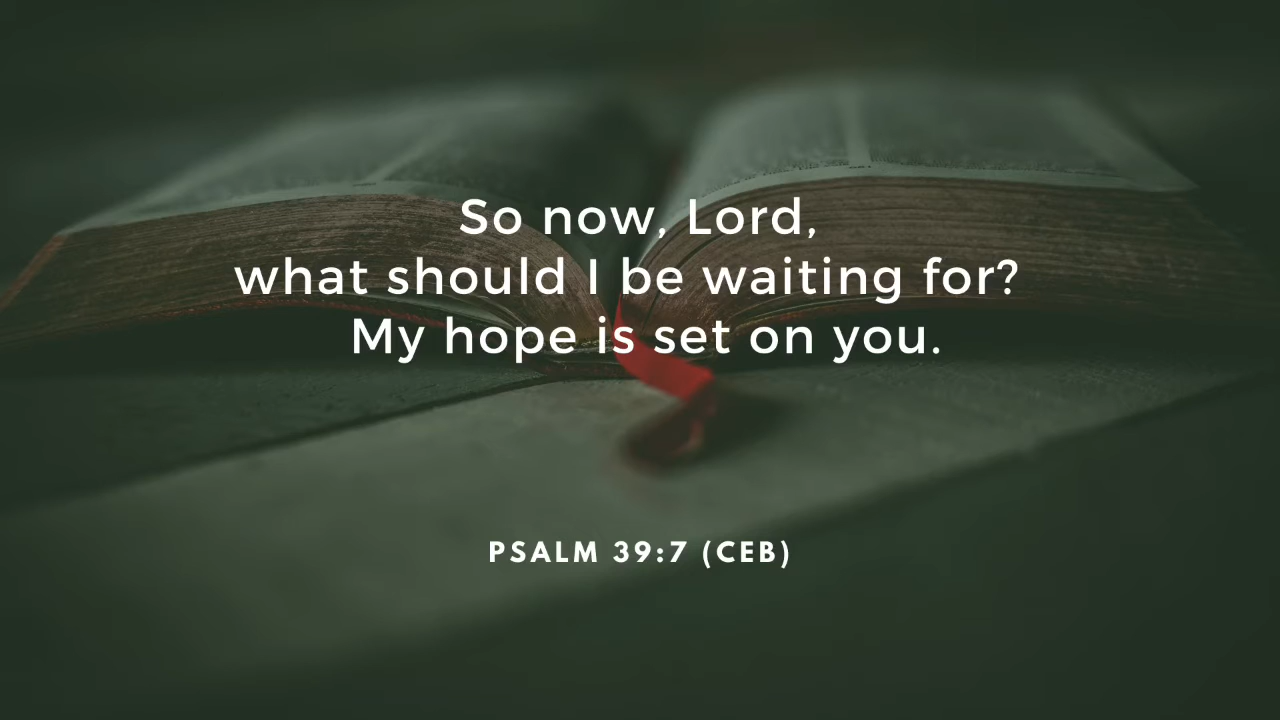 So now, Lord,
what should I be waiting for?
My hope is set on you.
PSALM 39:7 (CEB)